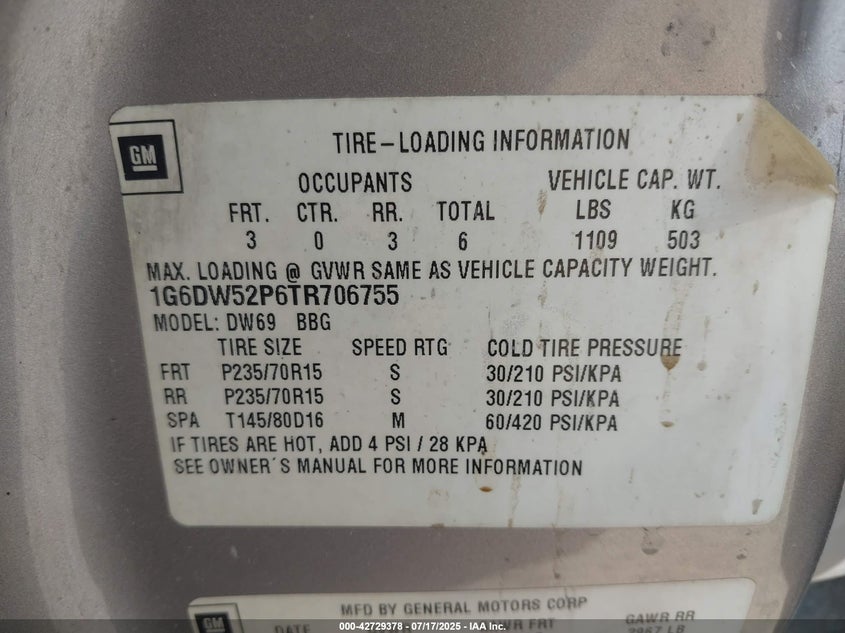 GM
TIRE-LOADING INFORMATION
OCCUPANTS VEHICLE CAP. WT.
FRT. CTR. RR. TOTAL LBS KG
3 0 3 6 1109 503
MAX. LOADING @ GVWR SAME AS VEHICLE CAPACITY WEIGHT.
1G6DW52P6TR706755
MODEL: DW69 BBG
TIRE SIZE SPEED RTG COLD TIRE PRESSURE
FRT P235/70R15 S 30/210 PSI/KPA
RR P235/70R15 S 30/210 PSI/KPA
SPA T145/80D16 M 60/420 PSI/KPA
IF TIRES ARE HOT, ADD 4 PSI / 28 KPA
SEE OWNER'S MANUAL FOR MORE INFORMATION
GM
MFD BY GENERAL MOTORS CORP
DATE FRT GAWR RR
000-42729378 - 07/17/2025 - IAA, Inc.